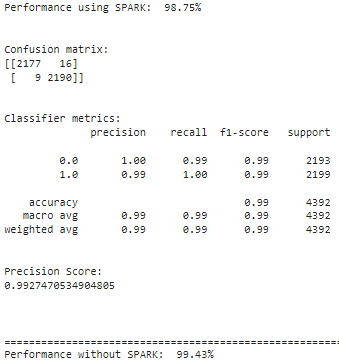 Performance using SPARK:  98.75%
Confusion matrix:
[[2177   16]
 [   9 2190]]
Classifier metrics:
              precision    recall  f1-score   support
         0.0       1.00      0.99      0.99      2193
         1.0       0.99      1.00      0.99      2199
    accuracy                           0.99      4392
   macro avg       0.99      0.99      0.99      4392
weighted avg       0.99      0.99      0.99      4392
Precision Score:
0.9927470534904805
=======================================================
Performance without SPARK:  99.43%